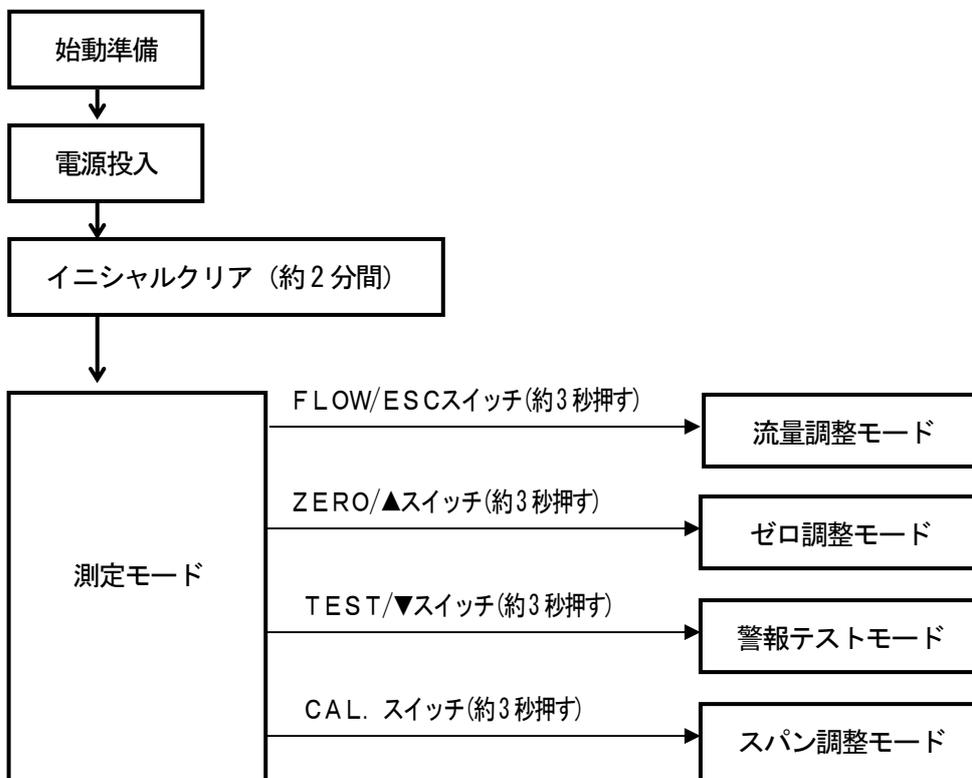 始動準備
電源投入
イニシャルクリア（約２分間）
測定モード
ＦＬＯＷ/ＥＳＣスイッチ(約３秒押す)
流量調整モード
ＺＥＲＯ/▲スイッチ(約３秒押す)
ゼロ調整モード
ＴＥＳＴ/▼スイッチ(約３秒押す)
警報テストモード
ＣＡＬ．スイッチ(約３秒押す)
スパン調整モード